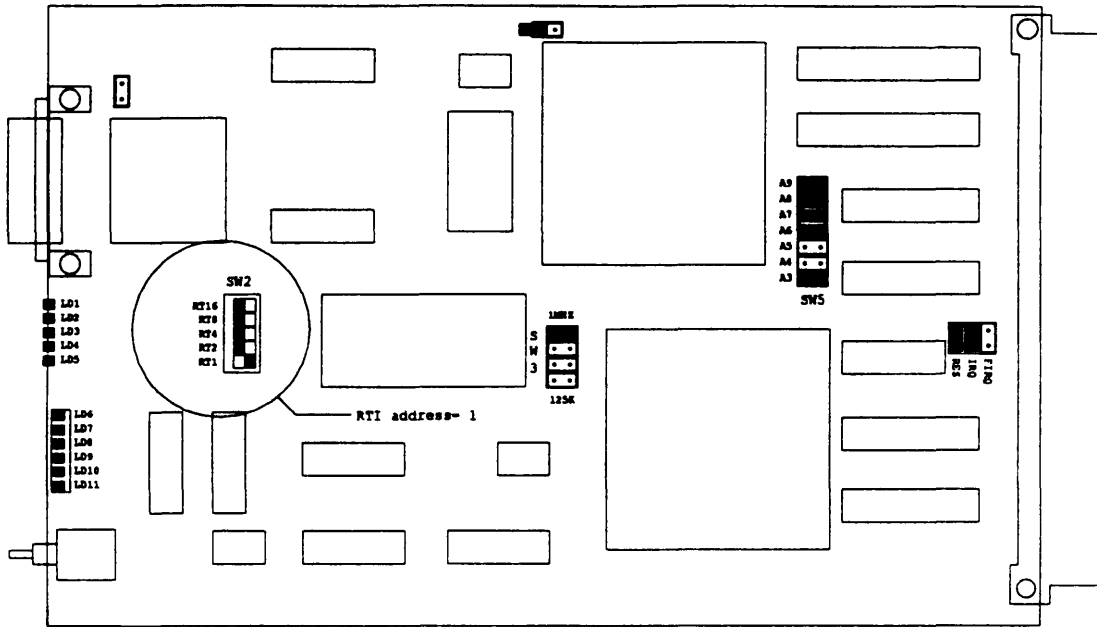 A9
A8
A7
A6
A5
A4
A3
SW5
SW2
RT16
RT8
RT4
RT2
RT1
LD1
LD2
LD3
LD4
LD5
1MHZ
S
W
3
125K
RES
IRQ
FIRQ
RTI address- 1
LD6
LD7
LD8
LD9
LD10
LD11